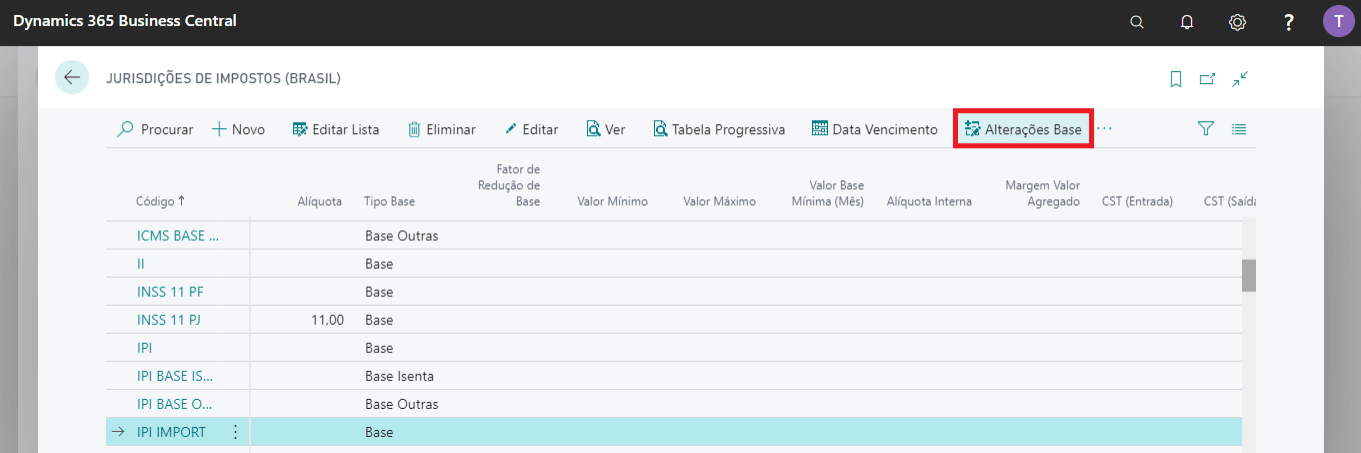 Dynamics 365 Business Central
?
T
JURISDIÇÕES DE IMPOSTOS (BRASIL)
Procurar Novo Editar Lista Eliminar Editar Ver Tabela Progressiva Data Vencimento Alterações Base ...
Código ↑ Alíquota Tipo Base Fator de Redução de Base Valor Mínimo Valor Máximo Valor Base Mínima (Mês) Alíquota Interna Margem Valor Agregado CST (Entrada) CST (Saída
ICMS BASE ... Base Outras
II Base
INSS 11 PF Base
INSS 11 PJ 11,00 Base
IPI Base
IPI BASE IS... Base Isenta
IPI BASE O... Base Outras
→ IPI IMPORT ⋮ Base